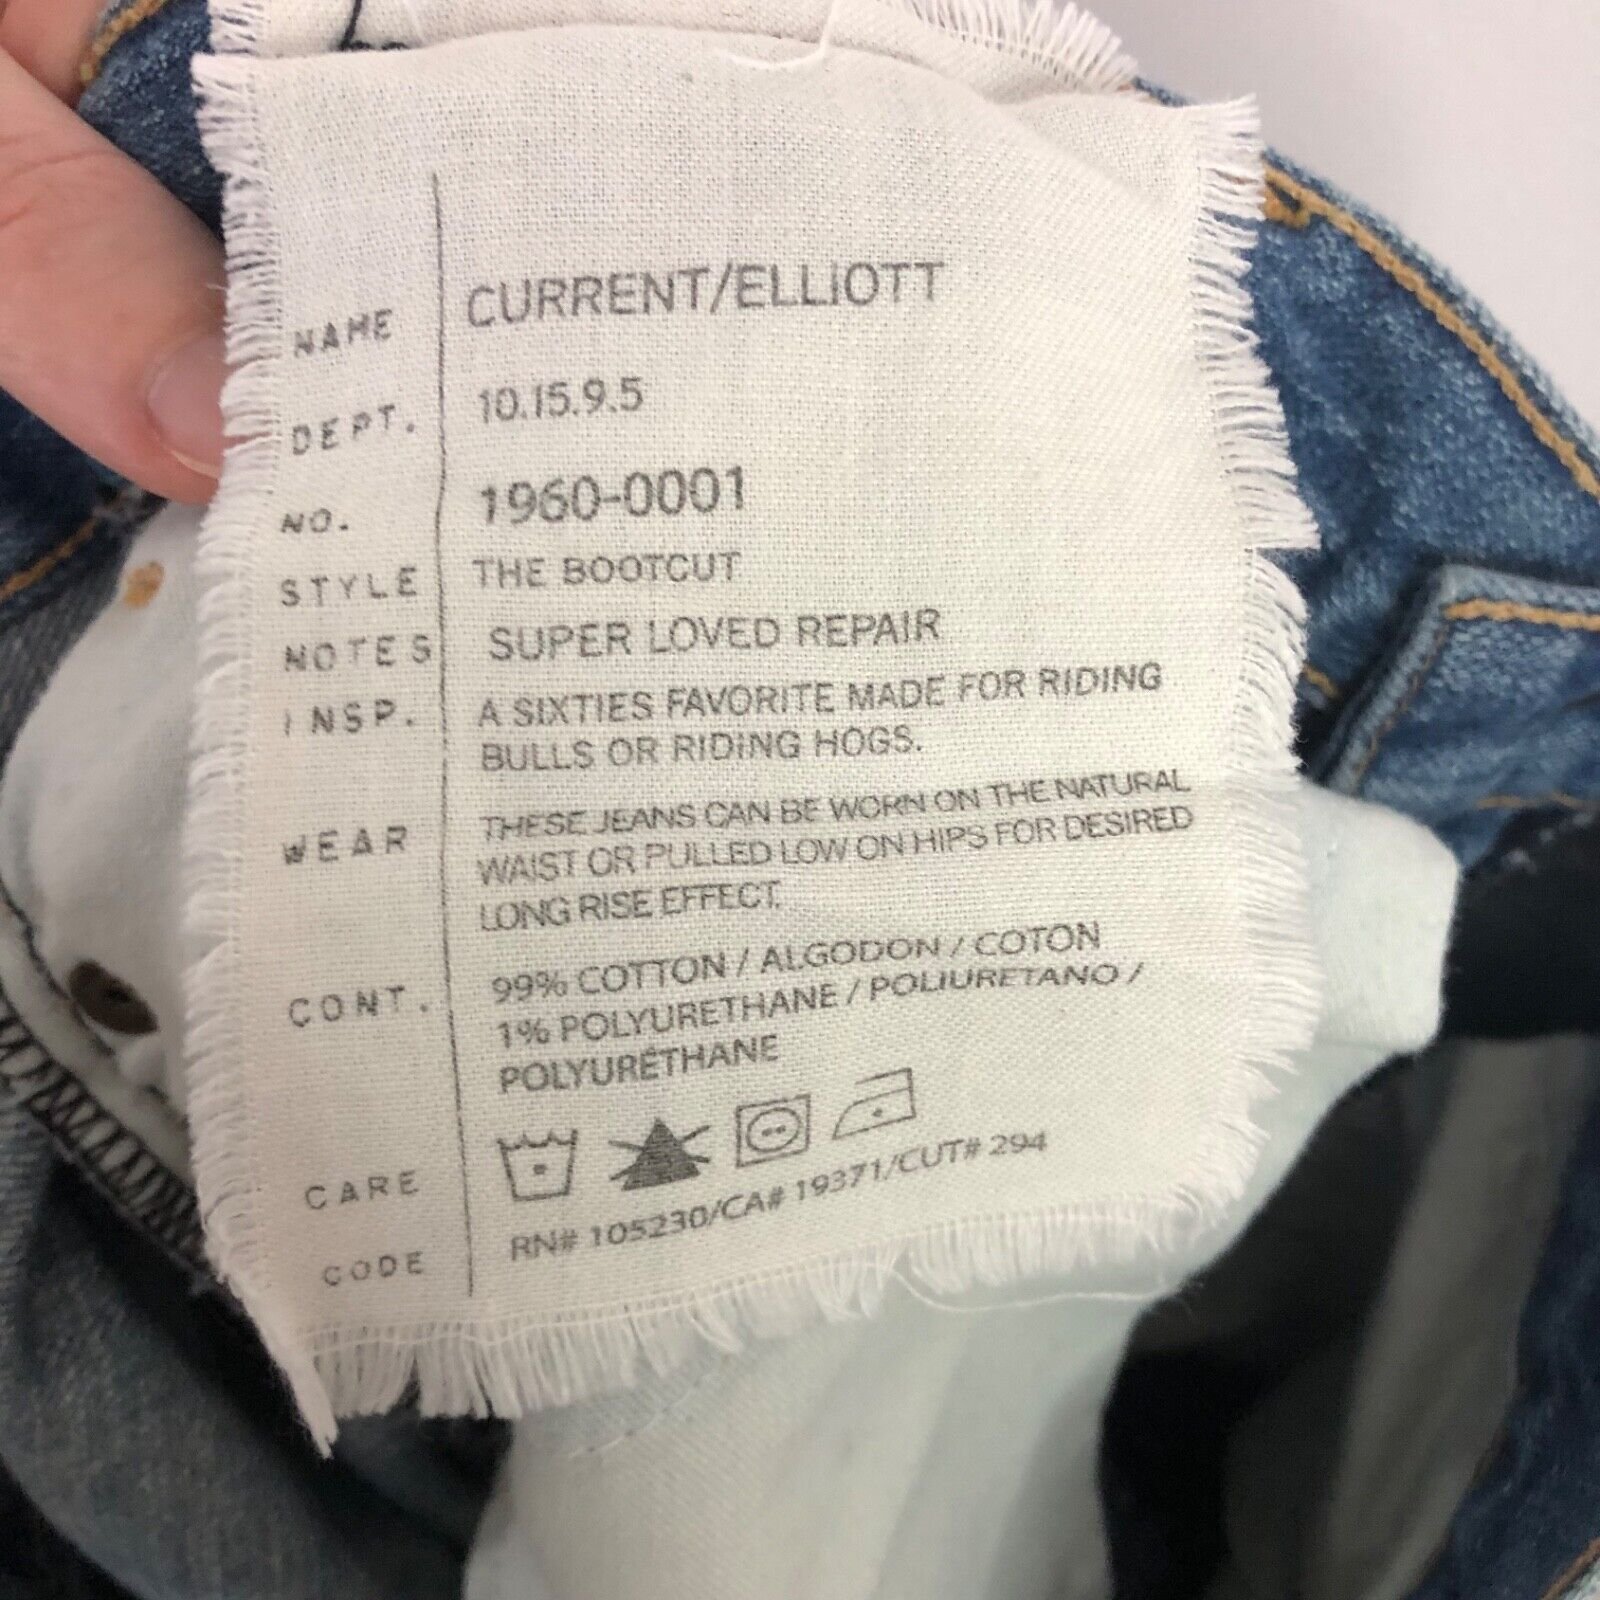 NAME CURRENT/ELLIOTT
DEPT. 10.15.9.5
NO. 1960-0001
STYLE THE BOOTCUT
NOTES SUPER LOVED REPAIR
INSP. A SIXTIES FAVORITE MADE FOR RIDING
BULLS OR RIDING HOGS.
WEAR THESE JEANS CAN BE WORN ON THE NATURAL
WAIST OR PULLED LOW ON HIPS FOR DESIRED
LONG RISE EFFECT.
CONT. 99% COTTON / ALGODON / COTON
1% POLYURETHANE / POLIURETANO /
POLYURÉTHANE
CARE
CODE RN# 105230/CA# 19371/CUT# 294